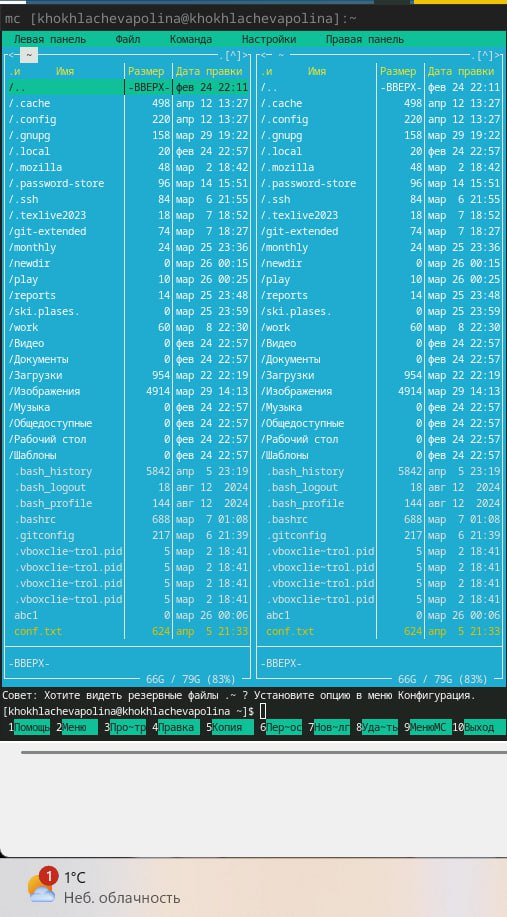 mc [khokhlachevapolina@khokhlachevapolina]:~
Левая панель Файл Команда Настройки Правая панель
<─ ~ .[^]> <─ ~ .[^]>
.и Имя Размер Дата правки .и Имя Размер Дата правки
/.. -ВВЕРХ- фев 24 22:11 /.. -ВВЕРХ- фев 24 22:11
/.cache 498 апр 12 13:27 /.cache 498 апр 12 13:27
/.config 220 апр 12 13:27 /.config 220 апр 12 13:27
/.gnupg 158 мар 29 19:22 /.gnupg 158 мар 29 19:22
/.local 20 фев 24 22:57 /.local 20 фев 24 22:57
/.mozilla 48 мар 2 18:42 /.mozilla 48 мар 2 18:42
/.password-store 96 мар 14 15:51 /.password-store 96 мар 14 15:51
/.ssh 84 мар 6 21:55 /.ssh 84 мар 6 21:55
/.texlive2023 18 мар 7 18:52 /.texlive2023 18 мар 7 18:52
/git-extended 74 мар 7 18:27 /git-extended 74 мар 7 18:27
/monthly 24 мар 25 23:36 /monthly 24 мар 25 23:36
/newdir 0 мар 26 00:15 /newdir 0 мар 26 00:15
/play 10 мар 26 00:25 /play 10 мар 26 00:25
/reports 14 мар 25 23:48 /reports 14 мар 25 23:48
/ski.plases. 0 мар 25 23:59 /ski.plases. 0 мар 25 23:59
/work 60 мар 8 22:30 /work 60 мар 8 22:30
/Видео 0 фев 24 22:57 /Видео 0 фев 24 22:57
/Документы 0 фев 24 22:57 /Документы 0 фев 24 22:57
/Загрузки 954 мар 22 22:19 /Загрузки 954 мар 22 22:19
/Изображения 4914 мар 29 14:13 /Изображения 4914 мар 29 14:13
/Музыка 0 фев 24 22:57 /Музыка 0 фев 24 22:57
/Общедоступные 0 фев 24 22:57 /Общедоступные 0 фев 24 22:57
/Рабочий стол 0 фев 24 22:57 /Рабочий стол 0 фев 24 22:57
/Шаблоны 0 фев 24 22:57 /Шаблоны 0 фев 24 22:57
.bash_history 5842 апр 5 23:19 .bash_history 5842 апр 5 23:19
.bash_logout 18 авг 12 2024 .bash_logout 18 авг 12 2024
.bash_profile 144 авг 12 2024 .bash_profile 144 авг 12 2024
.bashrc 688 мар 7 01:08 .bashrc 688 мар 7 01:08
.gitconfig 217 мар 6 21:39 .gitconfig 217 мар 6 21:39
.vboxclie~trol.pid 5 мар 2 18:41 .vboxclie~trol.pid 5 мар 2 18:41
.vboxclie~trol.pid 5 мар 2 18:41 .vboxclie~trol.pid 5 мар 2 18:41
.vboxclie~trol.pid 5 мар 2 18:41 .vboxclie~trol.pid 5 мар 2 18:41
.vboxclie~trol.pid 5 мар 2 18:41 .vboxclie~trol.pid 5 мар 2 18:41
abc1 0 мар 26 00:06 abc1 0 мар 26 00:06
conf.txt 624 апр 5 21:33 conf.txt 624 апр 5 21:33
-ВВЕРХ- -ВВЕРХ-
66G / 79G (83%) 66G / 79G (83%)
Совет: Хотите видеть резервные файлы .~ ? Установите опцию в меню Конфигурация.
[khokhlachevapolina@khokhlachevapolina ~]$
1Помощь 2Меню 3Про~тр 4Правка 5Копия 6Пер~ос 7Нов~лг 8Уда~ть 9МенюMC 10Выход
1
1°C
Неб. облачность